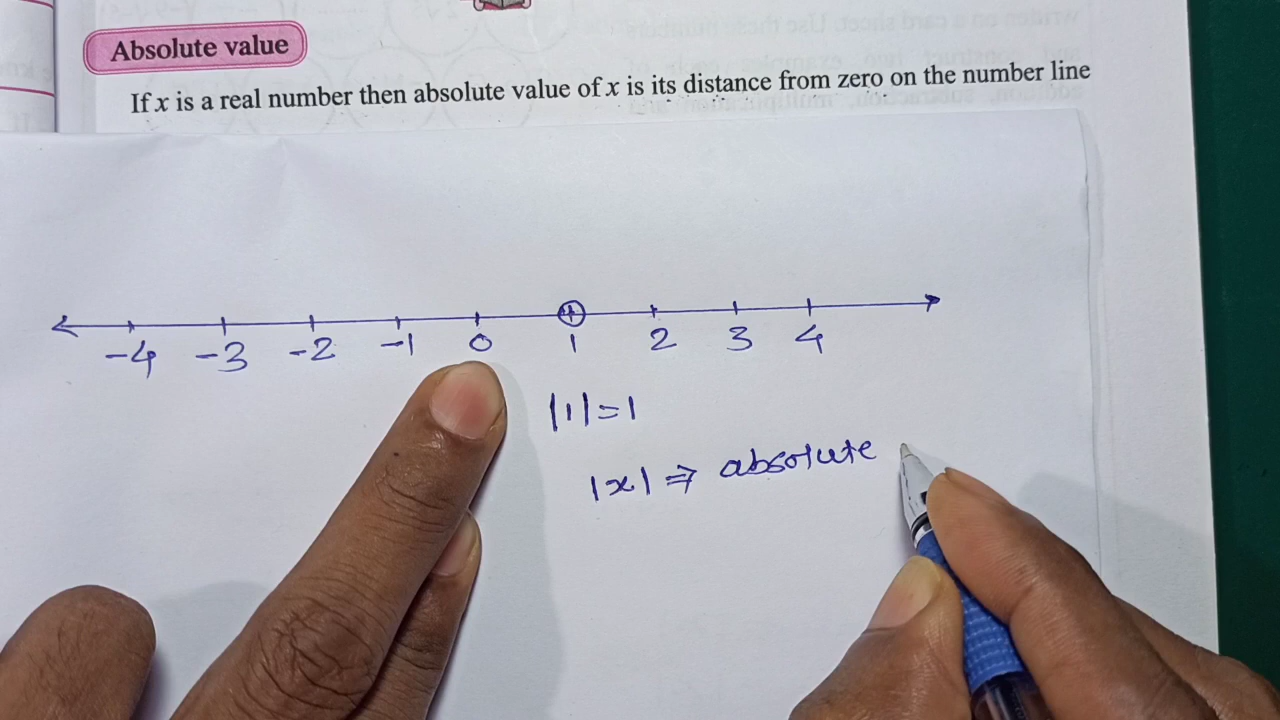 Absolute value
If x is a real number then absolute value of x is its distance from zero on the number line
-4 -3 -2 -1 0 1 2 3 4
|1|=1
|x| ⇒ absolute